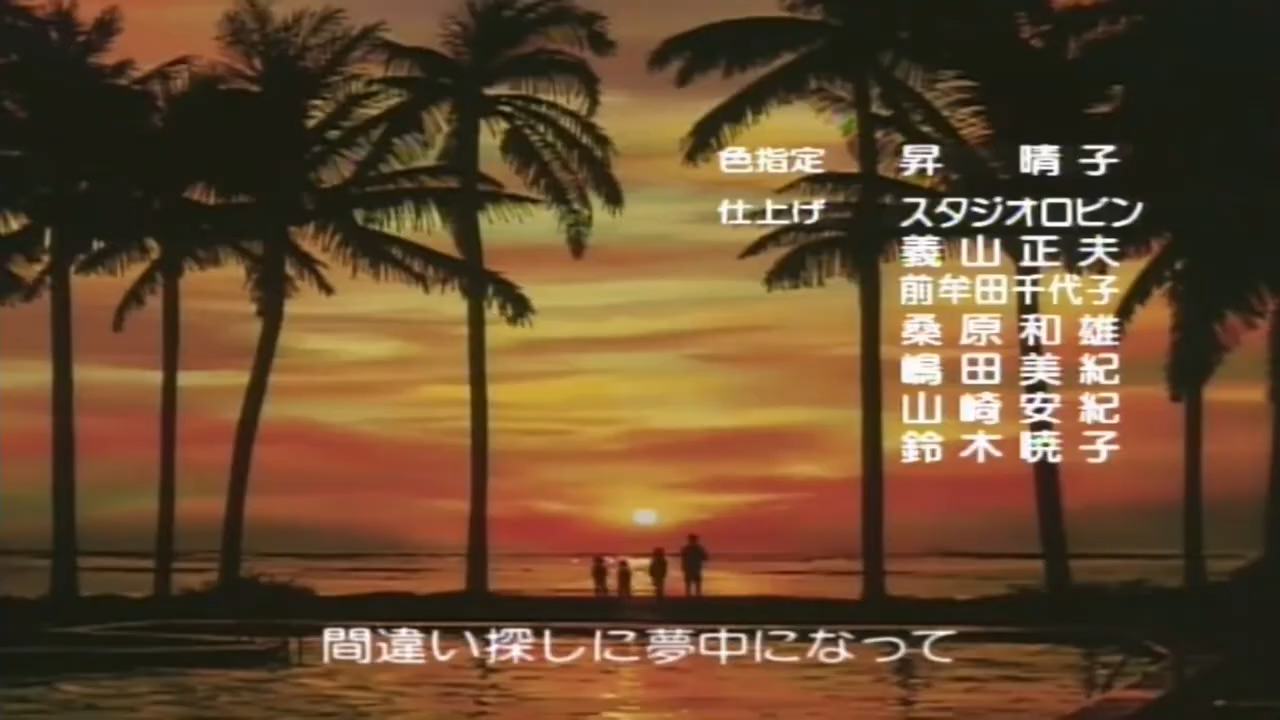 色指定 昇 晴子
仕上げ スタジオロビン
義山正夫
前牟田千代子
桑原和雄
嶋田美紀
山崎安紀
鈴木暁子
間違い探しに夢中になって